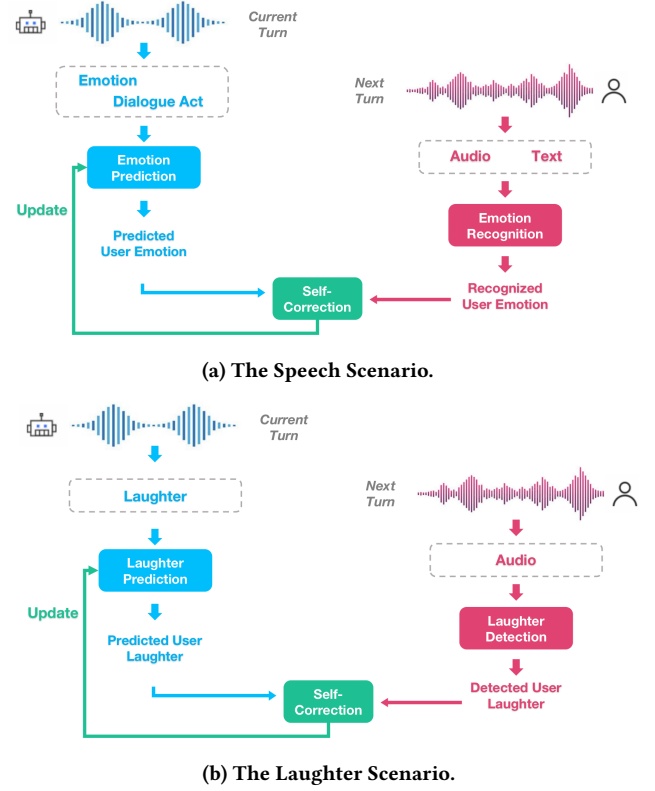 Current
Turn
Emotion
Dialogue Act
Emotion
Prediction
Update
Predicted
User Emotion
Next
Turn
Audio Text
Emotion
Recognition
Recognized
User Emotion
Self-
Correction
(a) The Speech Scenario.
Current
Turn
Laughter
Laughter
Prediction
Update
Predicted User
Laughter
Next
Turn
Audio
Laughter
Detection
Detected User
Laughter
Self-
Correction
(b) The Laughter Scenario.